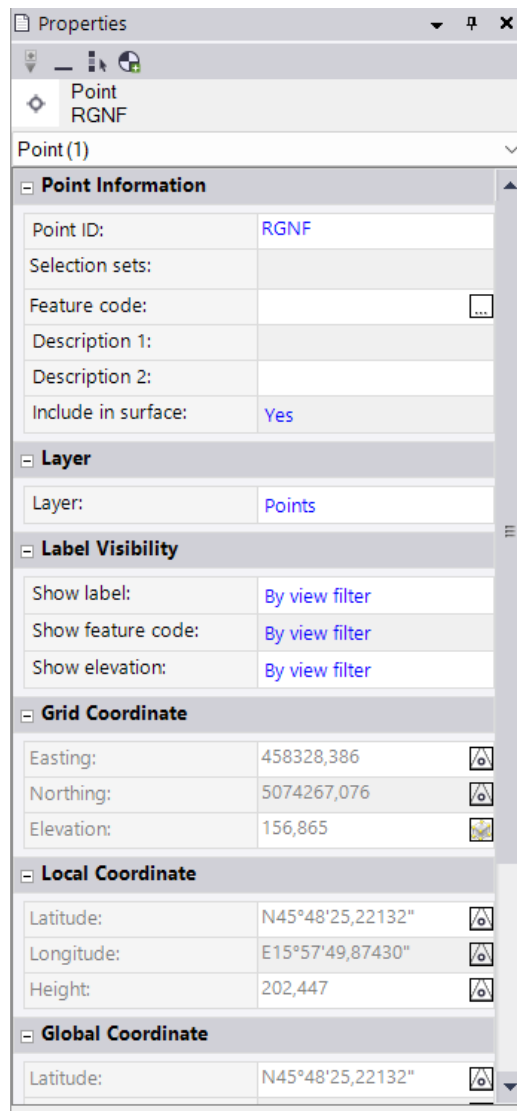 Properties
Point
RGNF
Point (1)
Point Information
Point ID: RGNF
Selection sets:
Feature code: ...
Description 1:
Description 2:
Include in surface: Yes
Layer
Layer: Points
Label Visibility
Show label: By view filter
Show feature code: By view filter
Show elevation: By view filter
Grid Coordinate
Easting: 458328,386
Northing: 5074267,076
Elevation: 156,865
Local Coordinate
Latitude: N45°48'25,22132"
Longitude: E15°57'49,87430"
Height: 202,447
Global Coordinate
Latitude: N45°48'25,22132"